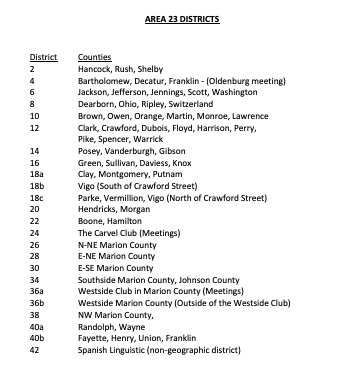 AREA 23 DISTRICTS
District Counties
2 Hancock, Rush, Shelby
4 Bartholomew, Decatur, Franklin - (Oldenburg meeting)
6 Jackson, Jefferson, Jennings, Scott, Washington
8 Dearborn, Ohio, Ripley, Switzerland
10 Brown, Owen, Orange, Martin, Monroe, Lawrence
12 Clark, Crawford, Dubois, Floyd, Harrison, Perry,
Pike, Spencer, Warrick
14 Posey, Vanderburgh, Gibson
16 Green, Sullivan, Daviess, Knox
18a Clay, Montgomery, Putnam
18b Vigo (South of Crawford Street)
18c Parke, Vermillion, Vigo (North of Crawford Street)
20 Hendricks, Morgan
22 Boone, Hamilton
24 The Carvel Club (Meetings)
26 N-NE Marion County
28 E-NE Marion County
30 E-SE Marion County
34 Southside Marion County, Johnson County
36a Westside Club in Marion County (Meetings)
36b Westside Marion County (Outside of the Westside Club)
38 NW Marion County,
40a Randolph, Wayne
40b Fayette, Henry, Union, Franklin
42 Spanish Linguistic (non-geographic district)